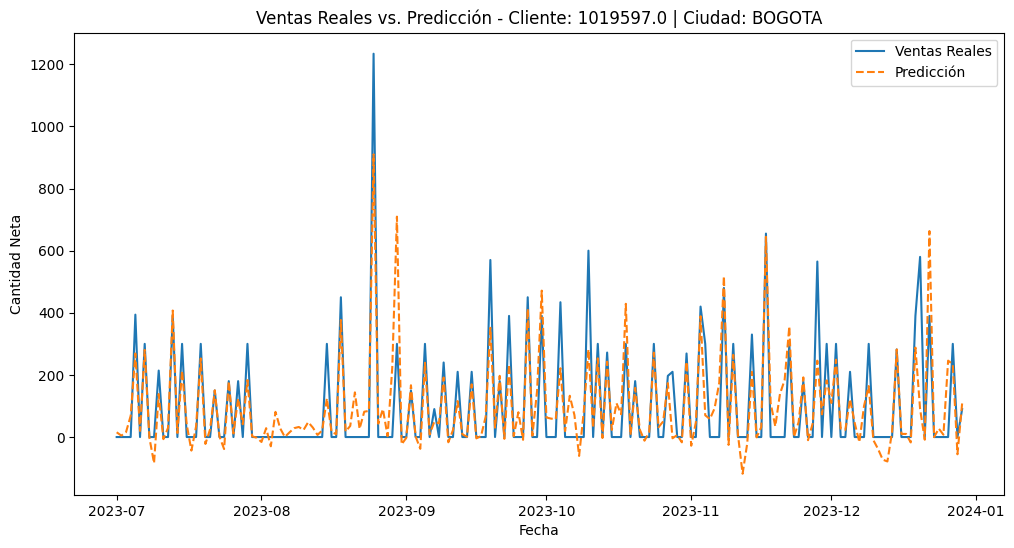 Ventas Reales vs. Predicción - Cliente: 1019597.0 | Ciudad: BOGOTA
Ventas Reales
Predicción
Cantidad Neta
1200
1000
800
600
400
200
0
2023-07
2023-08
2023-09
2023-10
2023-11
2023-12
2024-01
Fecha